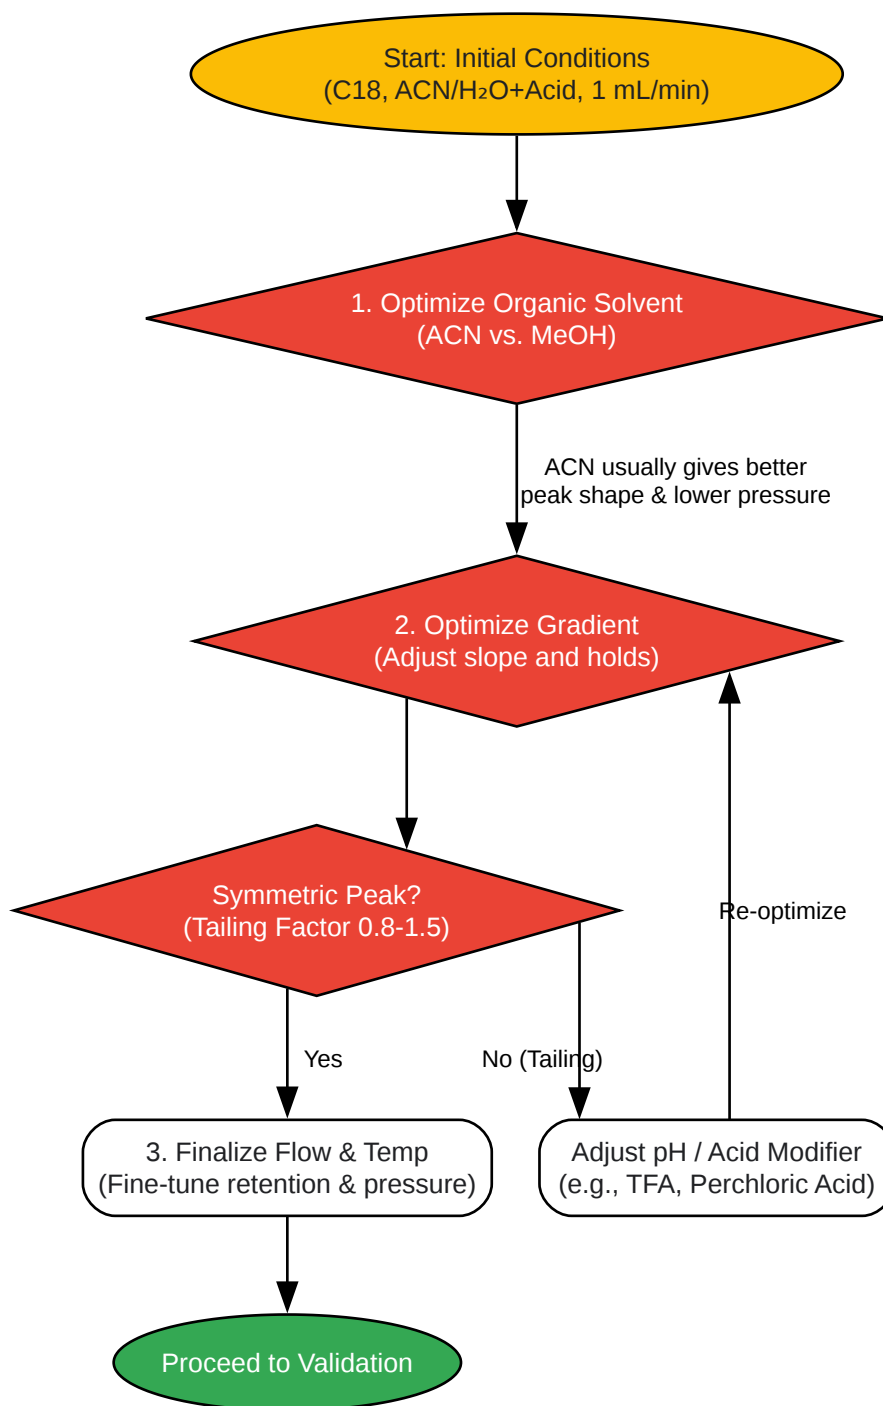 Start: Initial Conditions
(C18, ACN/H₂O+Acid, 1 mL/min)
1. Optimize Organic Solvent
(ACN vs. MeOH)
ACN usually gives better
peak shape & lower pressure
2. Optimize Gradient
(Adjust slope and holds)
Symmetric Peak?
(Tailing Factor 0.8-1.5)
Re-optimize
Yes
No (Tailing)
3. Finalize Flow & Temp
(Fine-tune retention & pressure)
Adjust pH / Acid Modifier
(e.g., TFA, Perchloric Acid)
Proceed to Validation